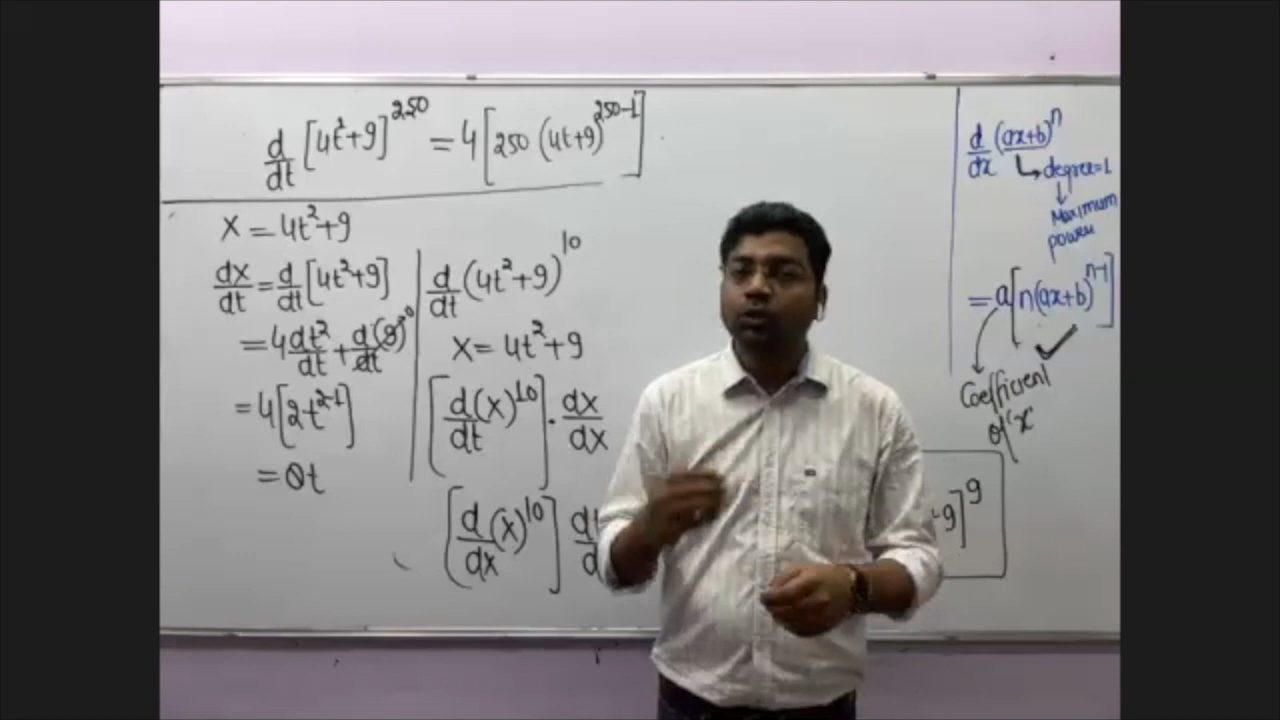 d/dt [4t²+9]²⁵⁰ = 4[250 (4t+9)²⁵⁰⁻¹]
x = 4t²+9
dx/dt = d/dt [4t²+9]
= 4 dt²/dt + d(9)/dt ⁰
= 4[2t²⁻¹]
= 8t
d/dt (4t²+9)¹⁰
x = 4t²+9
[d/dt (x)¹⁰] · dx/dx
[d/dx (x)¹⁰]
9]⁹
d/dx (ax+b)ⁿ
↳ degree=1
↓
Maximum
power
= a[n(ax+b)ⁿ⁻¹]
✓
Coefficient
of 'x'